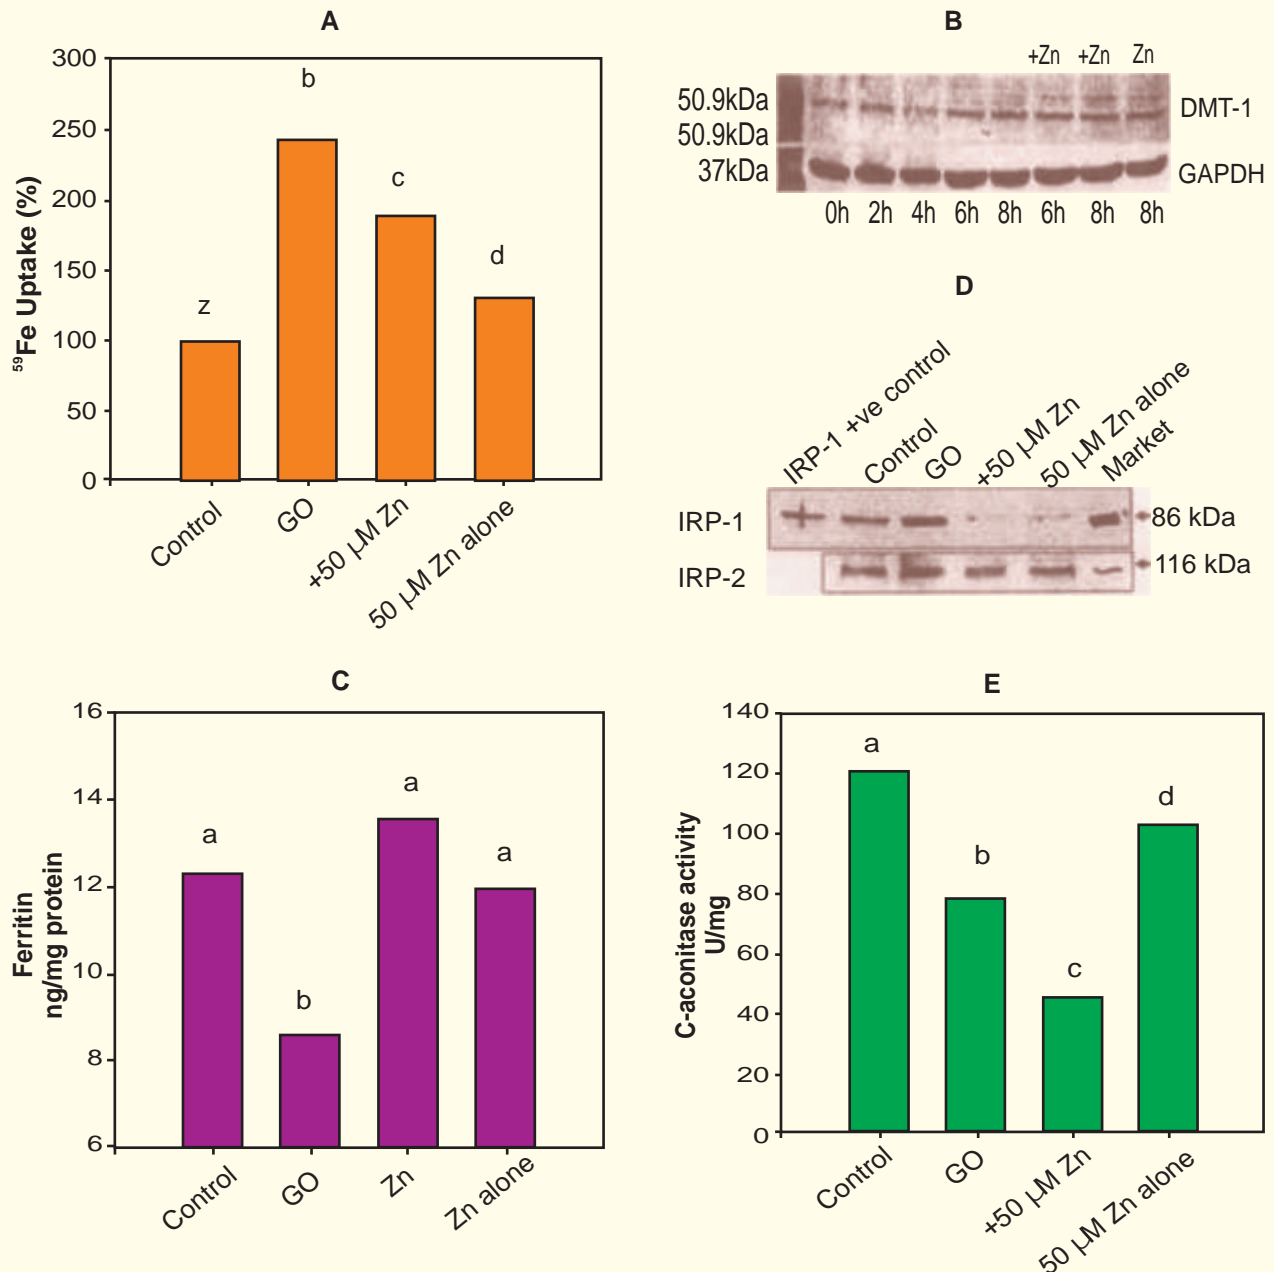 A
300
250
200
150
100
50
0
⁵⁹Fe Uptake (%)
z
b
c
d
Control
GO
+50 µM Zn
50 µM Zn alone
B
+Zn +Zn Zn
50.9kDa
50.9kDa
37kDa
DMT-1
GAPDH
0h 2h 4h 6h 8h 6h 8h 8h
D
IRP-1 +ve control
Control
GO
+50 µM Zn
50 µM Zn alone
Market
IRP-1
IRP-2
86 kDa
116 kDa
C
16
14
12
10
8
6
Ferritin
ng/mg protein
a
b
a
a
Control
GO
Zn
Zn alone
E
140
120
100
80
60
40
20
0
C-aconitase activity
U/mg
a
b
c
d
Control
GO
+50 µM Zn
50 µM Zn alone